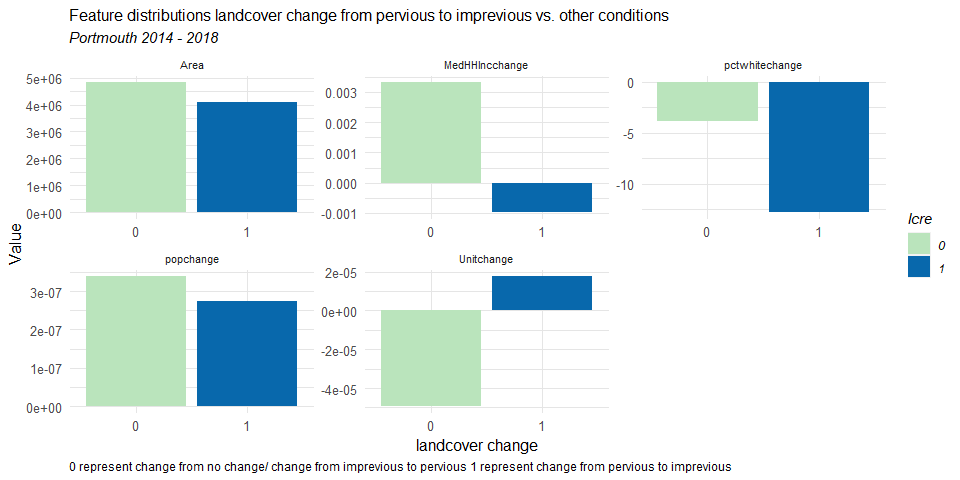 Feature distributions landcover change from pervious to imprevious vs. other conditions
Portmouth 2014 - 2018
Area
MedHHIncchange
pctwhitechange
5e+06
4e+06
3e+06
2e+06
1e+06
0e+00
0.003
0.002
0.001
0.000
-0.001
0
-5
-10
0 1
0 1
0 1
Value
popchange
Unitchange
3e-07
2e-07
1e-07
0e+00
2e-05
0e+00
-2e-05
-4e-05
0 1
0 1
lcre
0
1
landcover change
0 represent change from no change/ change from imprevious to pervious 1 represent change from pervious to imprevious